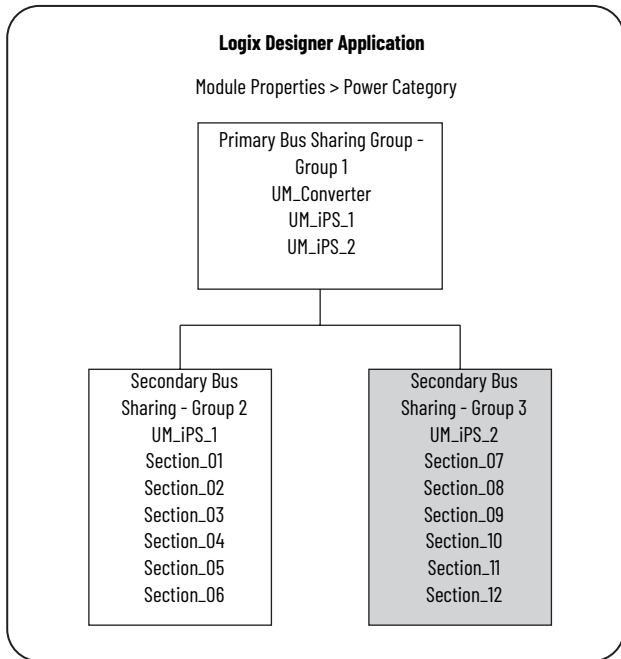 Logix Designer Application
Module Properties > Power Category
Primary Bus Sharing Group -
Group 1
UM_Converter
UM_iPS_1
UM_iPS_2
Secondary Bus
Sharing - Group 2
UM_iPS_1
Section_01
Section_02
Section_03
Section_04
Section_05
Section_06
Secondary Bus
Sharing - Group 3
UM_iPS_2
Section_07
Section_08
Section_09
Section_10
Section_11
Section_12